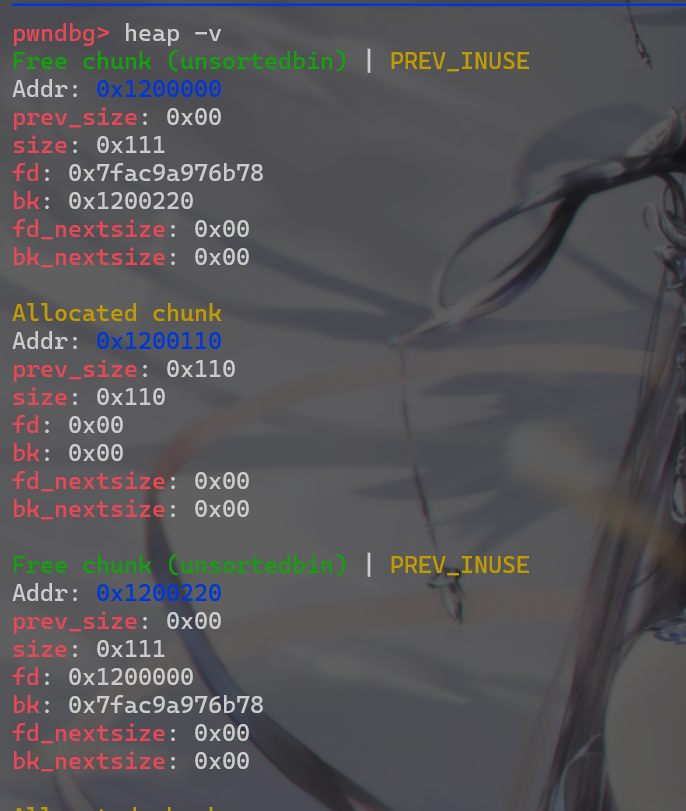 pwndbg> heap -v
Free chunk (unsortedbin) | PREV_INUSE
Addr: 0x1200000
prev_size: 0x00
size: 0x111
fd: 0x7fac9a976b78
bk: 0x1200220
fd_nextsize: 0x00
bk_nextsize: 0x00
Allocated chunk
Addr: 0x1200110
prev_size: 0x110
size: 0x110
fd: 0x00
bk: 0x00
fd_nextsize: 0x00
bk_nextsize: 0x00
Free chunk (unsortedbin) | PREV_INUSE
Addr: 0x1200220
prev_size: 0x00
size: 0x111
fd: 0x1200000
bk: 0x7fac9a976b78
fd_nextsize: 0x00
bk_nextsize: 0x00